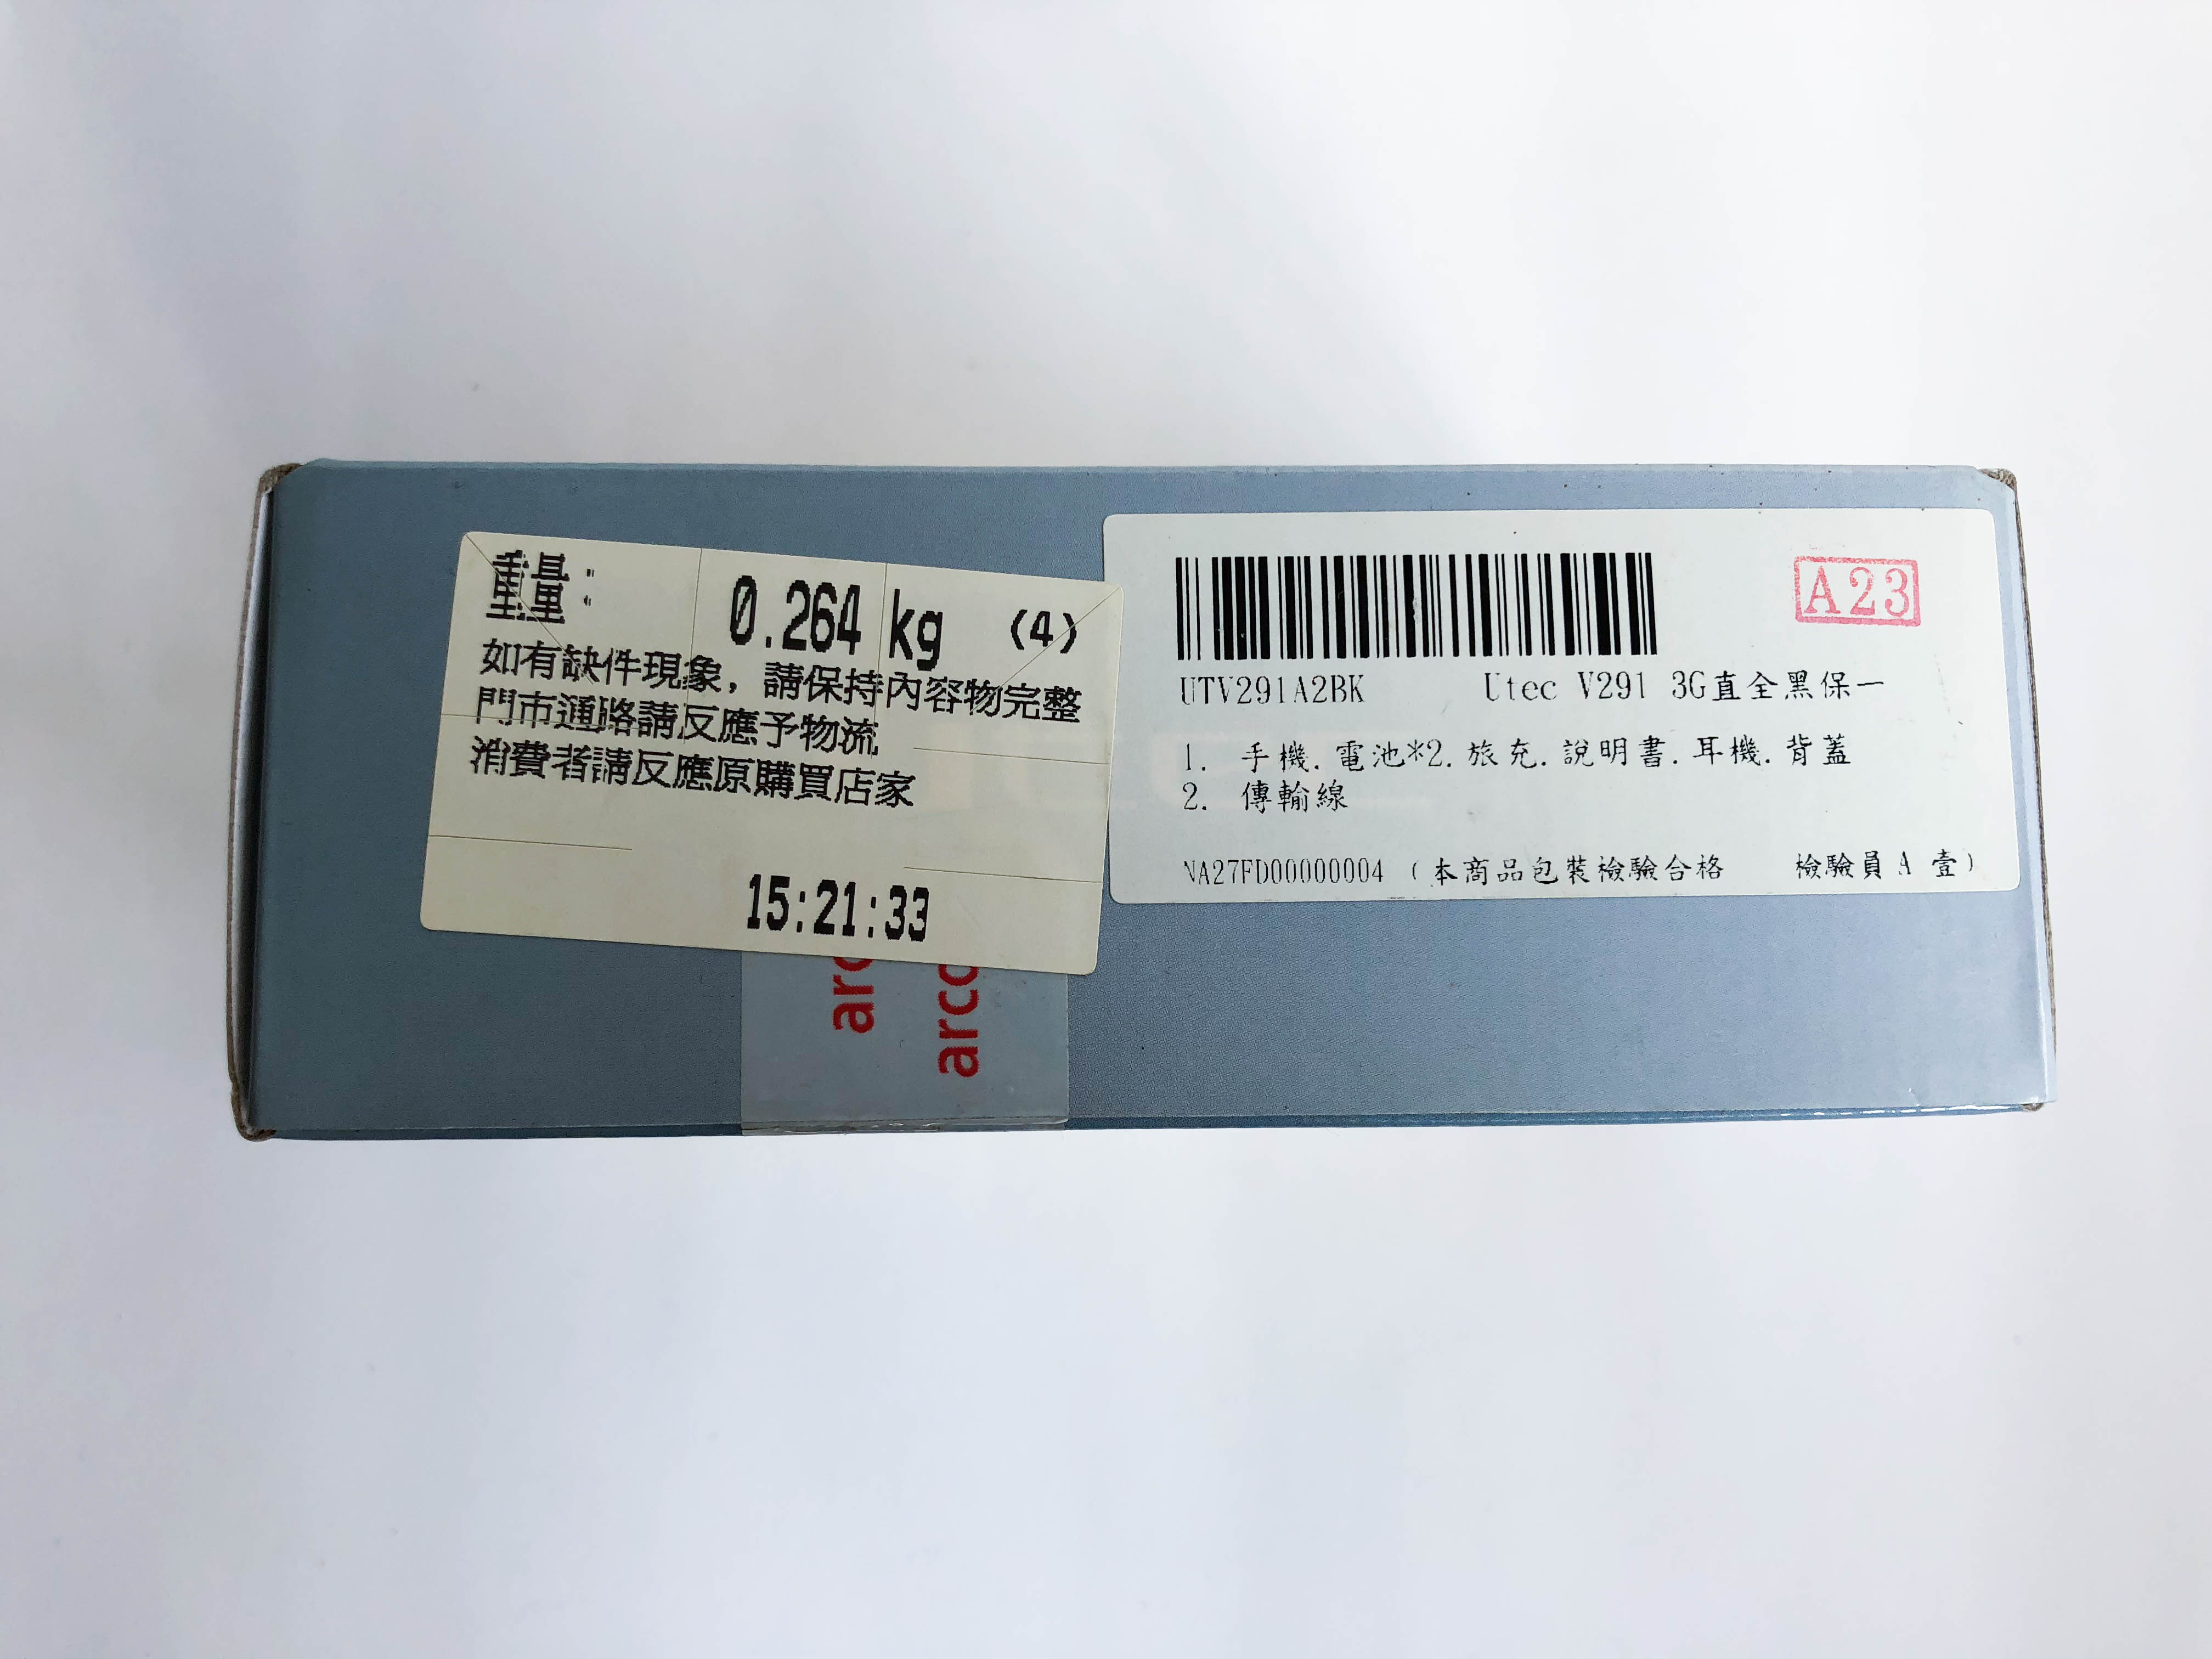 重量：
0.264 kg (4)
如有缺件現象，請保持內容物完整
門市通路請反應予物流
消費者請反應原購買店家
15:21:33
arc
arcc
A23
UTV291A2BK Utec V291 3G直全黑保一
1. 手機.電池*2.旅充.說明書.耳機.背蓋
2. 傳輸線
NA27FD00000004 (本商品包裝檢驗合格 檢驗員A 壹)